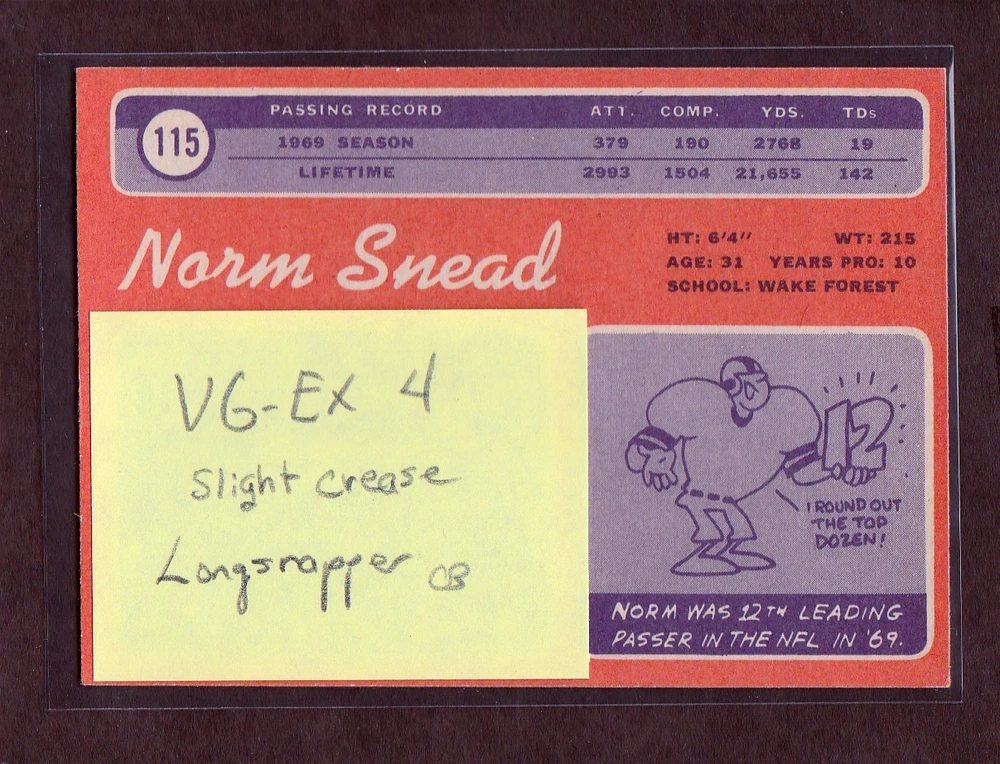 115
PASSING RECORD ATT. COMP. YDS. TDs
1969 SEASON 379 190 2768 19
LIFETIME 2993 1504 21,655 142
Norm Snead
HT: 6'4" WT: 215
AGE: 31 YEARS PRO: 10
SCHOOL: WAKE FOREST
VG-EX 4
slight crease
Longsnapper CB
12
I ROUND OUT
THE TOP
DOZEN!
NORM WAS 12TH LEADING
PASSER IN THE NFL IN '69.